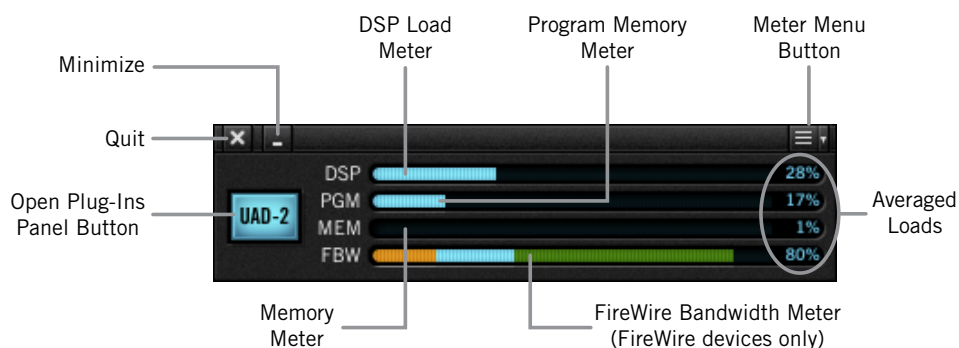 DSP Load
Meter
Program Memory
Meter
Meter Menu
Button
Minimize
Quit
Open Plug-Ins
Panel Button
UAD-2
DSP 28%
PGM 17%
MEM 1%
FBW 80%
Averaged
Loads
Memory
Meter
FireWire Bandwidth Meter
(FireWire devices only)